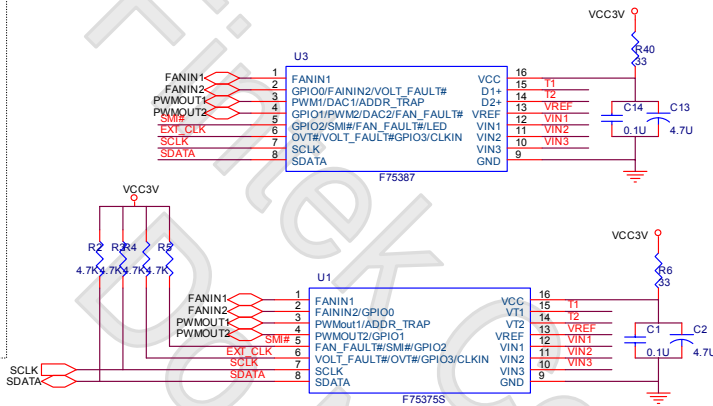 VCC3V
R40
33
U3
FANIN1 1 FANIN1 VCC 16
FANIN2 2 GPIO0/FAININ2/VOLT_FAULT# D1+ 15 T1
PWMOUT1 3 PWM1/DAC1/ADDR_TRAP D2+ 14 T2
PWMOUT2 4 GPIO1/PWM2/DAC2/FAN_FAULT# VREF 13 VREF
SMI# 5 GPIO2/SMI#/FAN_FAULT#/LED VIN1 12 VIN1
EXT_CLK 6 OVT#/VOLT_FAULT#GPIO3/CLKIN VIN2 11 VIN2
SCLK 7 SCLK VIN3 10 VIN3
SDATA 8 SDATA GND 9
F75387
C14 C13
0.1U 4.7U
VCC3V
R2 R3 R4 R5
4.7K 4.7K 4.7K 4.7K
VCC3V
R6
33
U1
FANIN1 1 FANIN1 VCC 16
FANIN2 2 FAININ2/GPIO0 VT1 15 T1
PWMOUT1 3 PWMout1/ADDR_TRAP VT2 14 T2
PWMOUT2 4 PWMOUT2/GPIO1 VREF 13 VREF
SMI# 5 FAN_FAULT#/SMI#/GPIO2 VIN1 12 VIN1
EXT_CLK 6 VOLT_FAULT#/OVT#/GPIO3/CLKIN VIN2 11 VIN2
SCLK SCLK 7 SCLK VIN3 10 VIN3
SDATA SDATA 8 SDATA GND 9
F75375S
C1 C2
0.1U 4.7U
Fintek